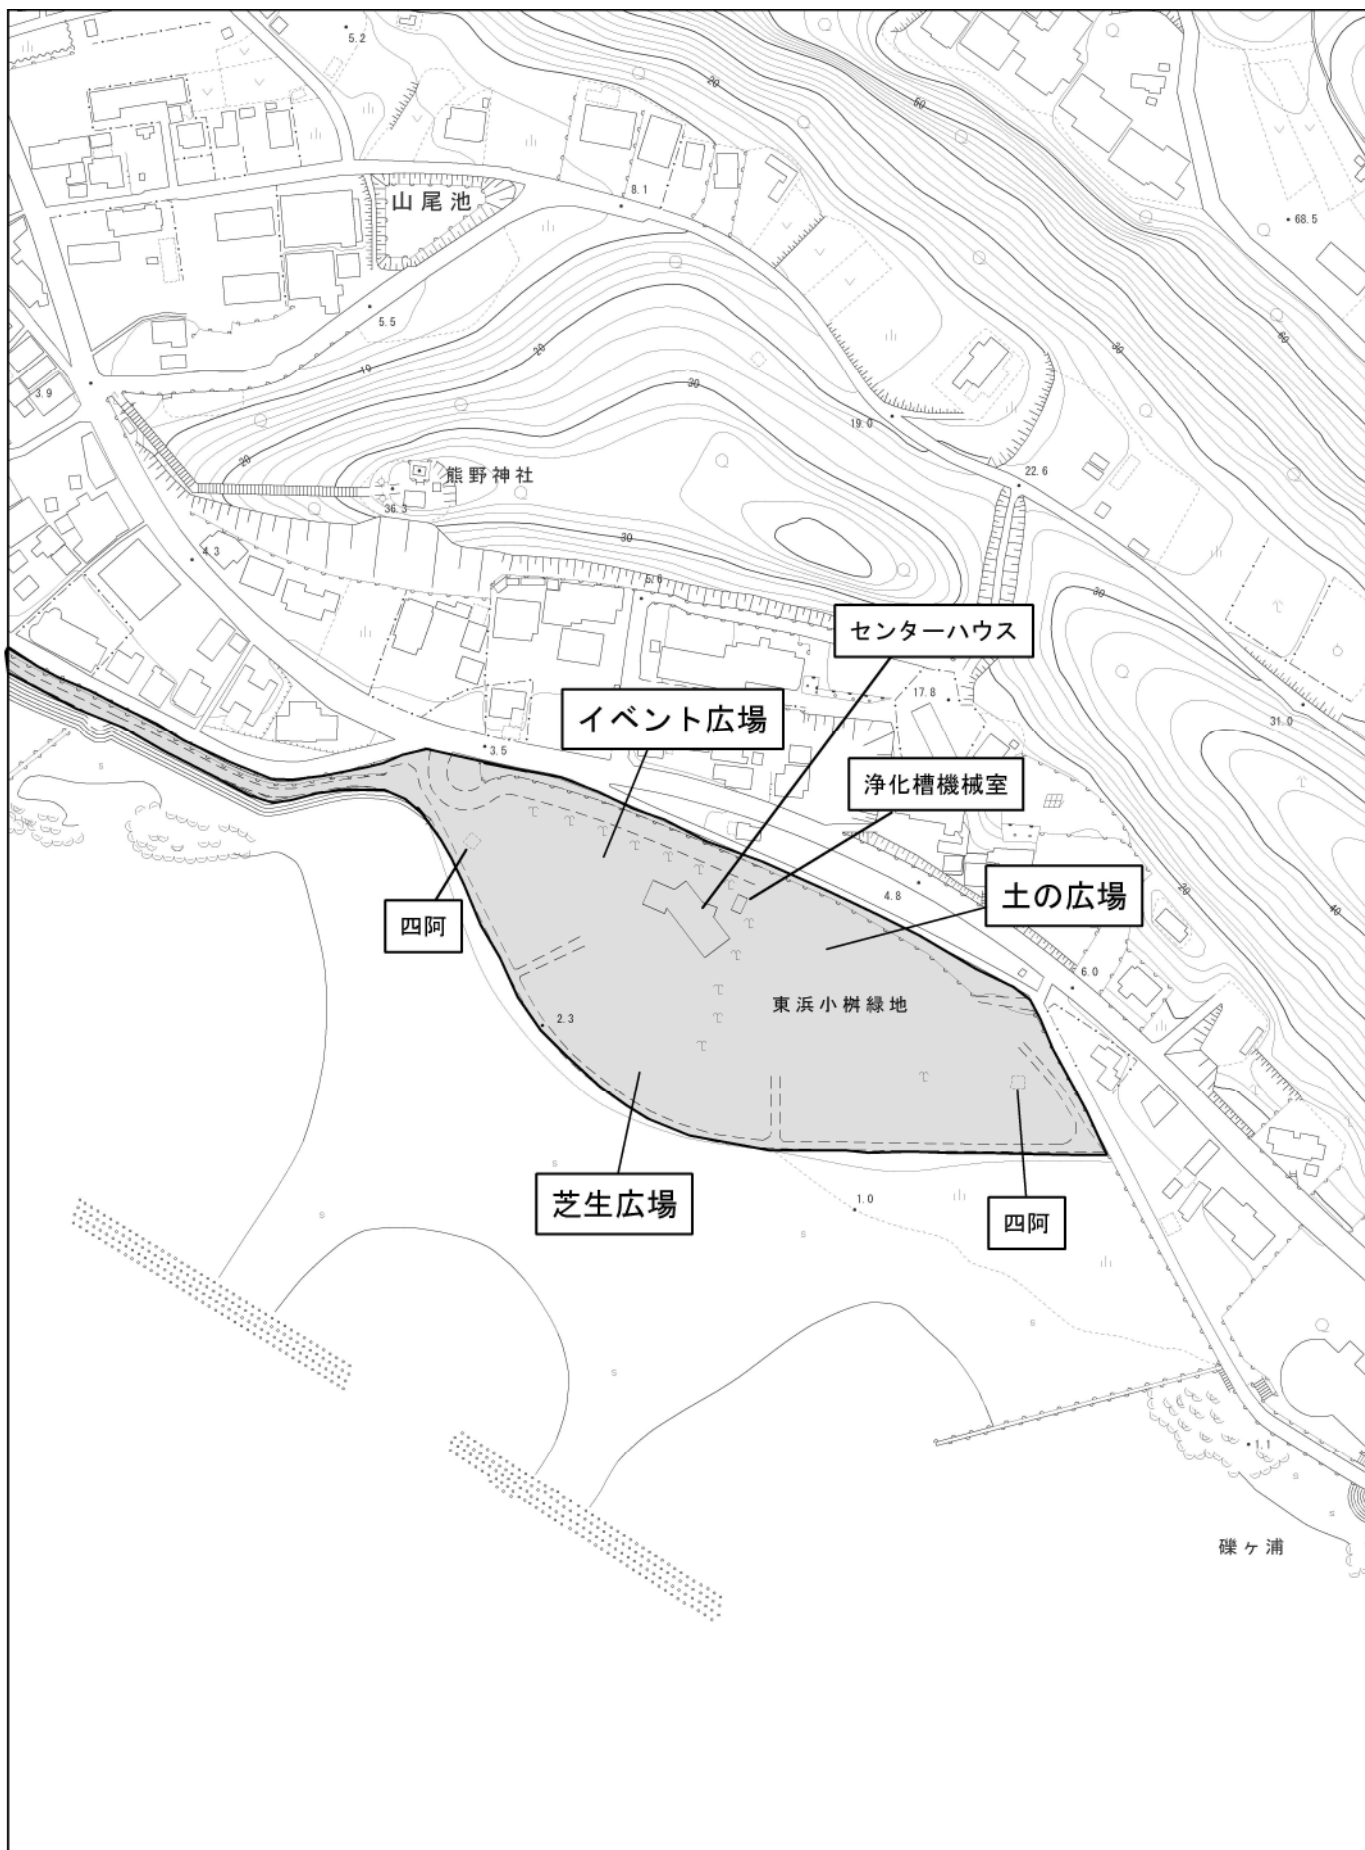 5.2
20
50
68.5
山尾池
8.1
5.5
60
30
19
20
30
3.9
19.0
22.6
熊野神社
20
36.3
30
4.3
5.6
30
センターハウス
17.8
31.0
イベント広場
3.5
浄化槽機械室
4.8
土の広場
20
40
四阿
6.0
東浜小桝緑地
2.3
芝生広場
1.0
四阿
s
s
s
s
s
s
1.1
s
s
礫ヶ浦